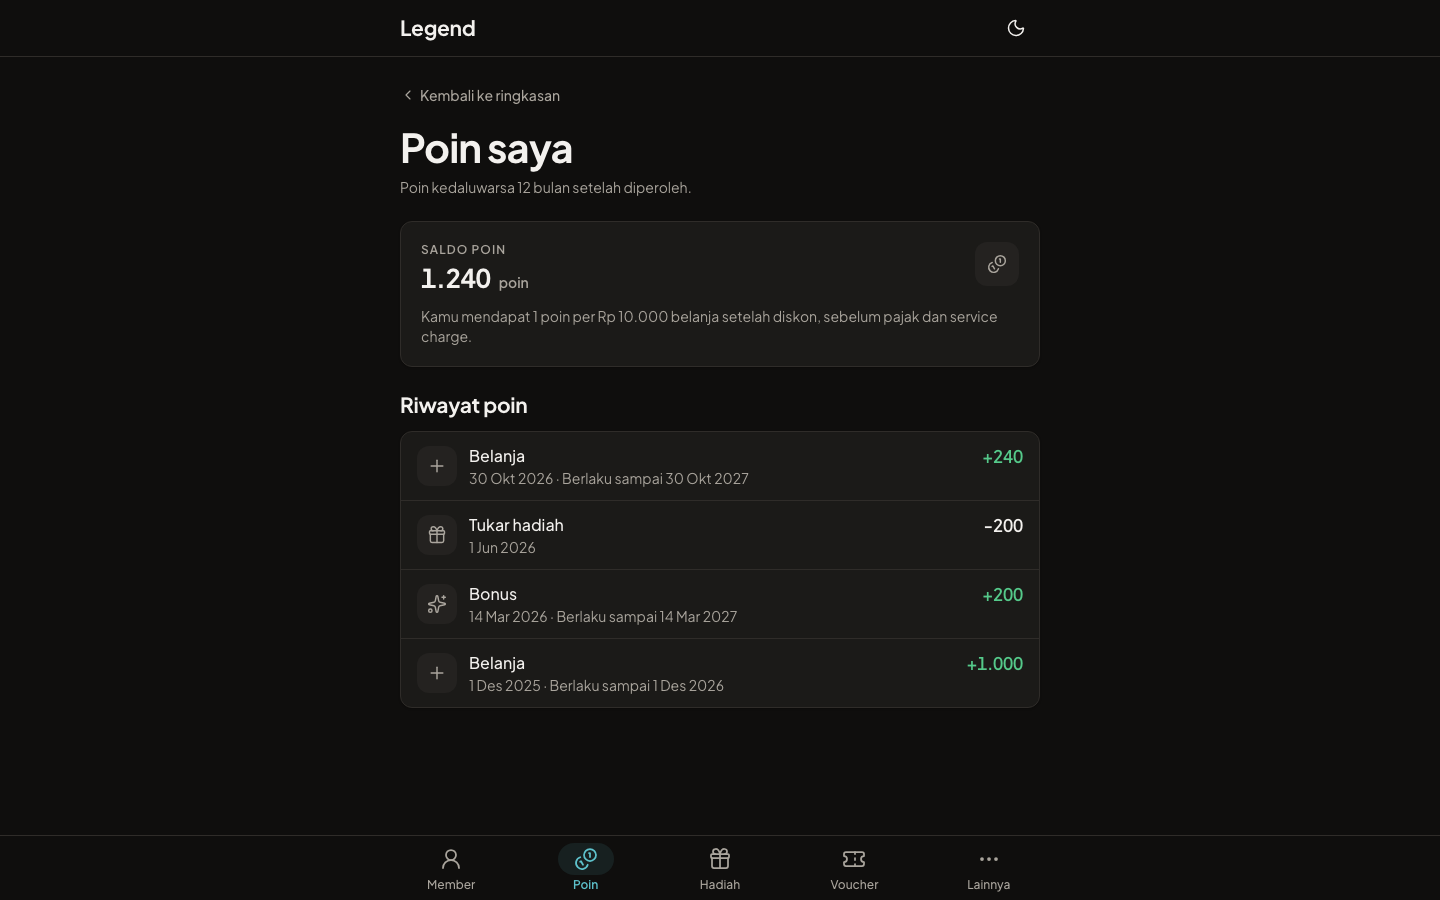 Legend
Kembali ke ringkasan
Poin saya
Poin kedaluwarsa 12 bulan setelah diperoleh.
SALDO POIN
1.240 poin
Kamu mendapat 1 poin per Rp 10.000 belanja setelah diskon, sebelum pajak dan service
charge.
Riwayat poin
Belanja
+240
30 Okt 2026 · Berlaku sampai 30 Okt 2027
Tukar hadiah
-200
1 Jun 2026
Bonus
+200
14 Mar 2026 · Berlaku sampai 14 Mar 2027
Belanja
+1.000
1 Des 2025 · Berlaku sampai 1 Des 2026
Member
Poin
Hadiah
Voucher
Lainnya